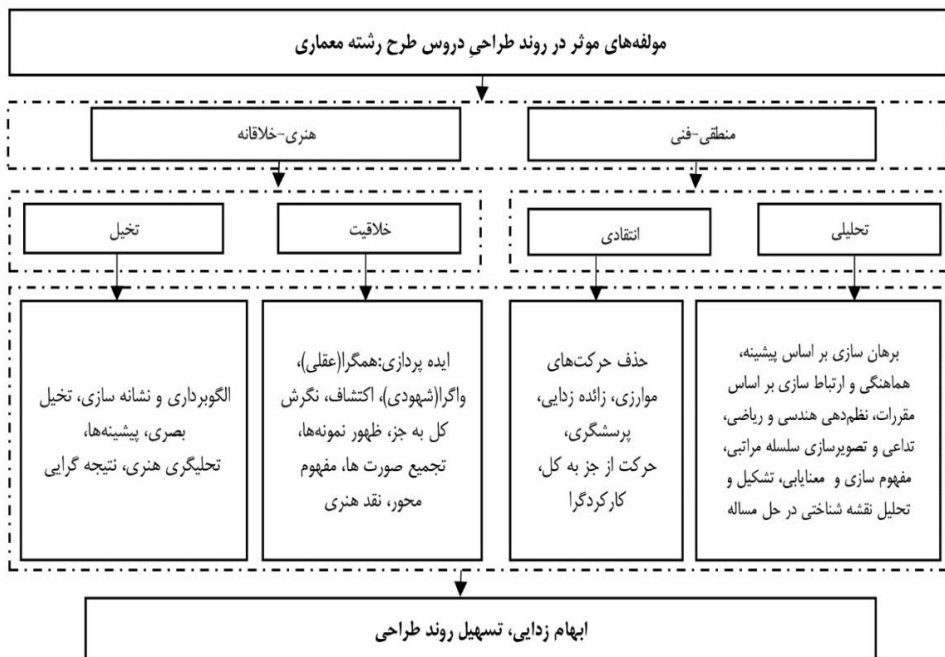 مولفه‌های موثر در روند طراحیِ دروس طرح رشته معماری
منطقی-فنی
هنری-خلاقانه
تحلیلی
انتقادی
خلاقیت
تخیل
برهان سازی بر اساس پیشینه،
هماهنگی و ارتباط سازی بر اساس
مقررات، نظم‌دهی هندسی و ریاضی،
تداعی و تصویرسازی سلسله مراتبی،
مفهوم سازی و معنایابی، تشکیل و
تحلیل نقشه شناختی در حل مساله
حذف حرکت‌های
موارزی، زائده زدایی،
پرسشگری،
حرکت از جز به کل،
کارکردگرا
ایده پردازی:همگرا(عقلی)،
واگرا(شهودی)، اکتشاف، نگرش
کل به جز، ظهور نمونه‌ها،
تجمیع صورت ها، مفهوم
محور، نقد هنری
الگوبرداری و نشانه سازی، تخیل
بصری، پیشینه‌ها،
تحلیگری هنری، نتیجه گرایی
ابهام زدایی، تسهیل روند طراحی